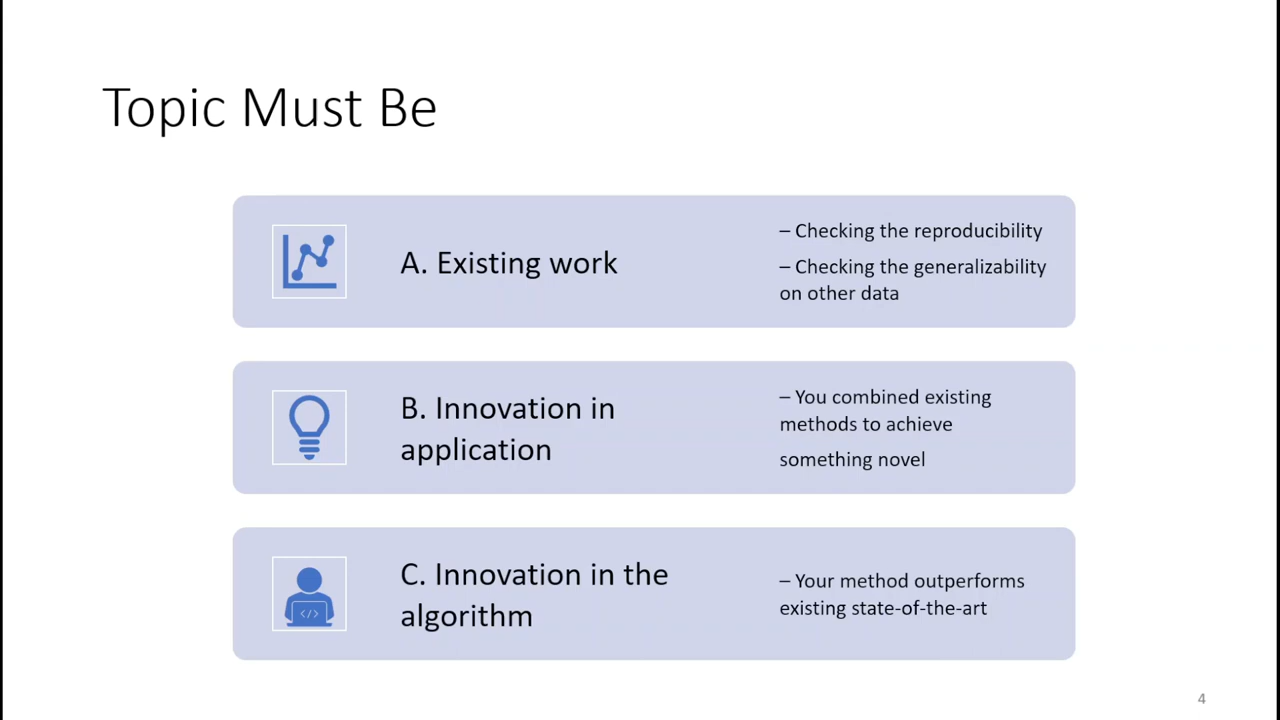 Topic Must Be
A. Existing work
– Checking the reproducibility
– Checking the generalizability
on other data
B. Innovation in
application
– You combined existing
methods to achieve
something novel
C. Innovation in the
algorithm
</>
– Your method outperforms
existing state-of-the-art
4